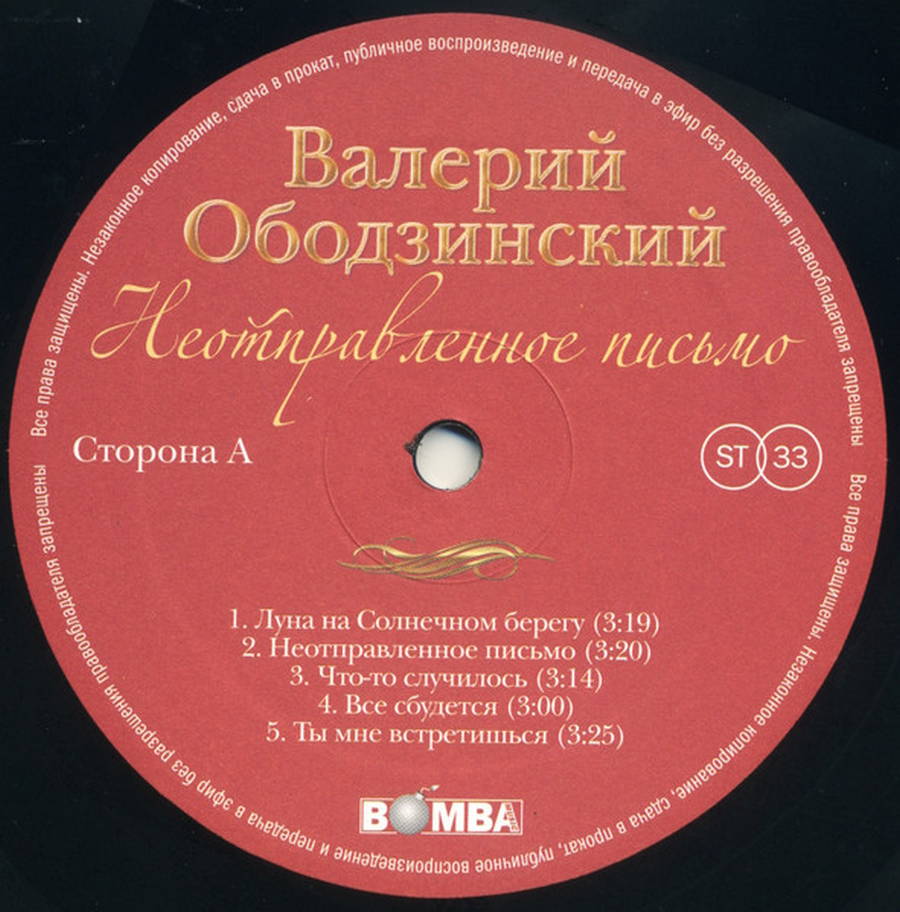 Все права защищены. Незаконное копирование, сдача в прокат, публичное воспроизведение и передача в эфир без разрешения правообладателя запрещены
Валерий
Ободзинский
Неотправленное письмо
Сторона А
ST 33
1. Луна на Солнечном берегу (3:19)
2. Неотправленное письмо (3:20)
3. Что-то случилось (3:14)
4. Все сбудется (3:00)
5. Ты мне встретишься (3:25)
BOMBA
Все права защищены. Незаконное копирование, сдача в прокат, публичное воспроизведение и передача в эфир без разрешения правообладателя запрещены